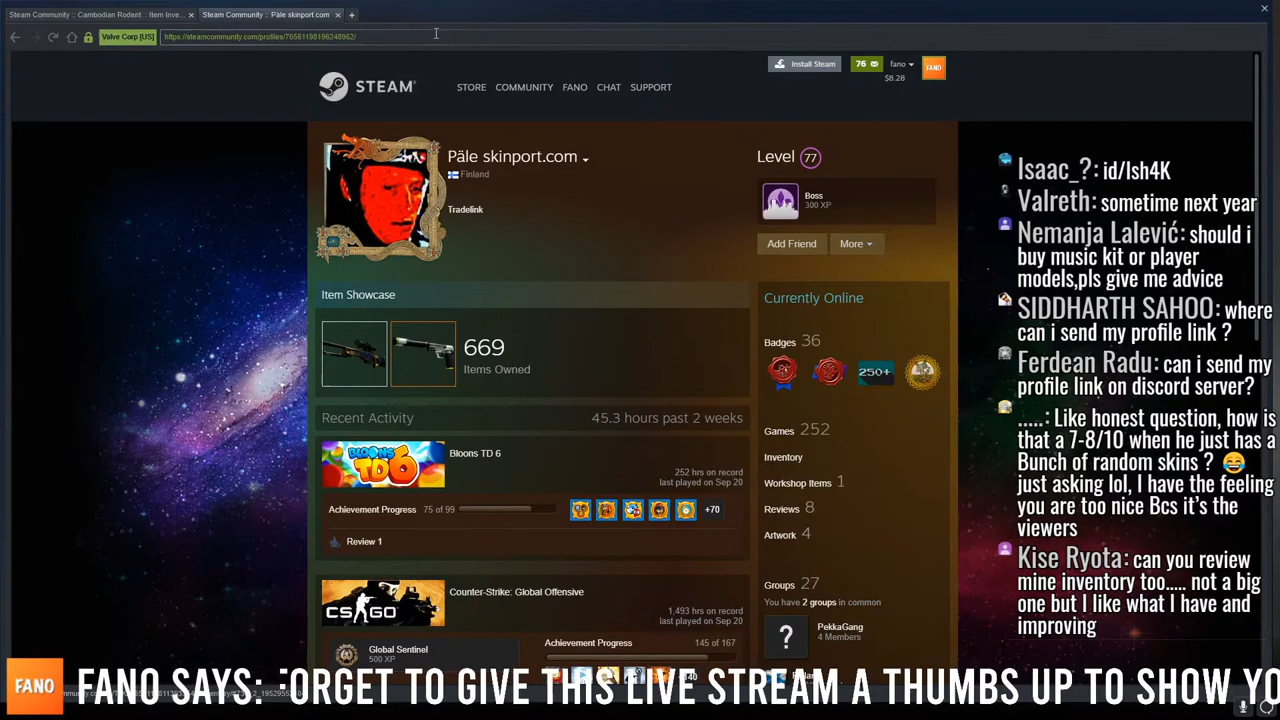 Steam Community :: Cambodian Rodent :: Item Inve...
Steam Community :: Päle skinport.com
Valve Corp [US]
https://steamcommunity.com/profiles/76561198196248962/
Install Steam
76
fano
$8.28
FANO
STEAM
STORE
COMMUNITY
FANO
CHAT
SUPPORT
Päle skinport.com
Finland
Tradelink
Level 77
Boss
300 XP
Add Friend
More
Item Showcase
669
Items Owned
Recent Activity
45.3 hours past 2 weeks
BLOONS TD 6
Bloons TD 6
252 hrs on record
last played on Sep 20
Achievement Progress 75 of 99
+70
Review 1
CS:GO
Counter-Strike: Global Offensive
1,493 hrs on record
last played on Sep 20
Global Sentinel
500 XP
Achievement Progress 145 of 167
Currently Online
Badges 36
250+
Games 252
Inventory
Workshop Items 1
Reviews 8
Artwork 4
Groups 27
You have 2 groups in common
?
PekkaGang
4 Members
Isaac_?: id/Ish4K
Valreth: sometime next year
Nemanja Lalević: should i
buy music kit or player
models,pls give me advice
SIDDHARTH SAHOO: where
can i send my profile link ?
Ferdean Radu: can i send my
profile link on discord server?
.....: Like honest question, how is
that a 7-8/10 when he just has a
Bunch of random skins ? 😂
just asking lol, I have the feeling
you are too nice Bcs it's the
viewers
Kise Ryota: can you review
mine inventory too..... not a big
one but I like what I have and
improving
FANO
FANO SAYS: ORGET TO GIVE THIS LIVE STREAM A THUMBS UP TO SHOW YO